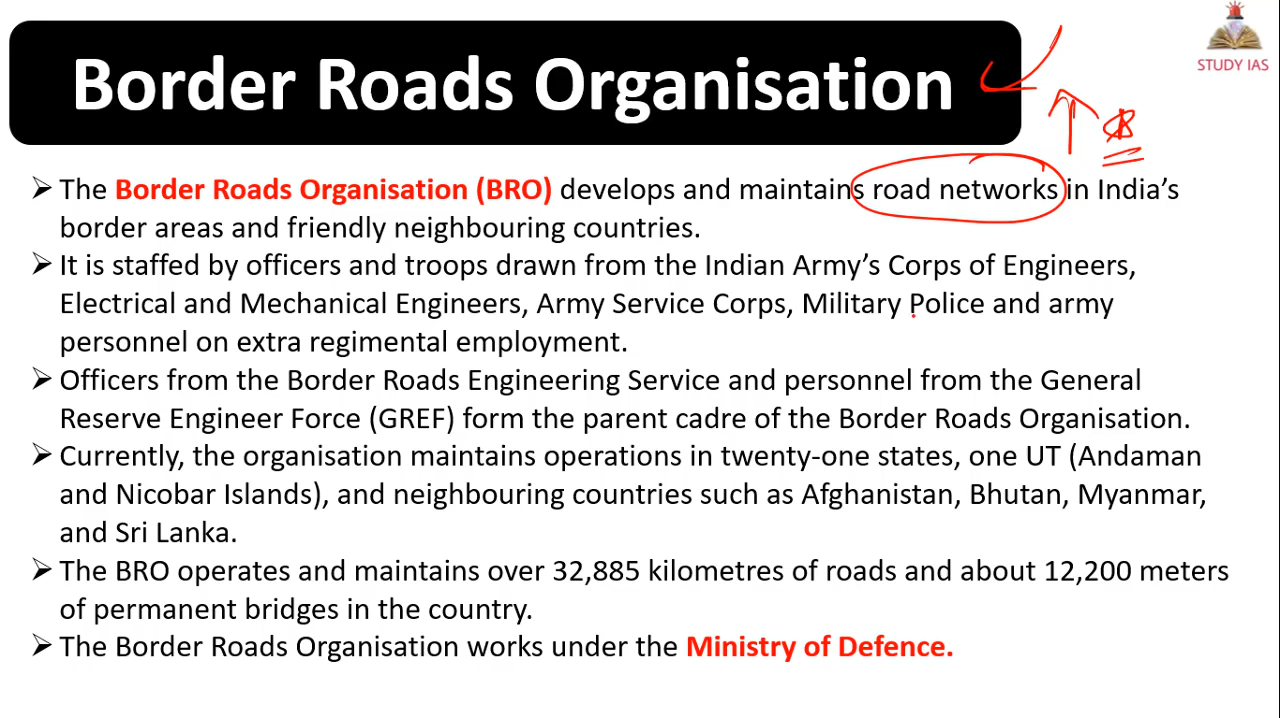 Border Roads Organisation
STUDY IAS
➢ The Border Roads Organisation (BRO) develops and maintains road networks in India's
border areas and friendly neighbouring countries.
➢ It is staffed by officers and troops drawn from the Indian Army's Corps of Engineers,
Electrical and Mechanical Engineers, Army Service Corps, Military Police and army
personnel on extra regimental employment.
➢ Officers from the Border Roads Engineering Service and personnel from the General
Reserve Engineer Force (GREF) form the parent cadre of the Border Roads Organisation.
➢ Currently, the organisation maintains operations in twenty-one states, one UT (Andaman
and Nicobar Islands), and neighbouring countries such as Afghanistan, Bhutan, Myanmar,
and Sri Lanka.
➢ The BRO operates and maintains over 32,885 kilometres of roads and about 12,200 meters
of permanent bridges in the country.
➢ The Border Roads Organisation works under the Ministry of Defence.